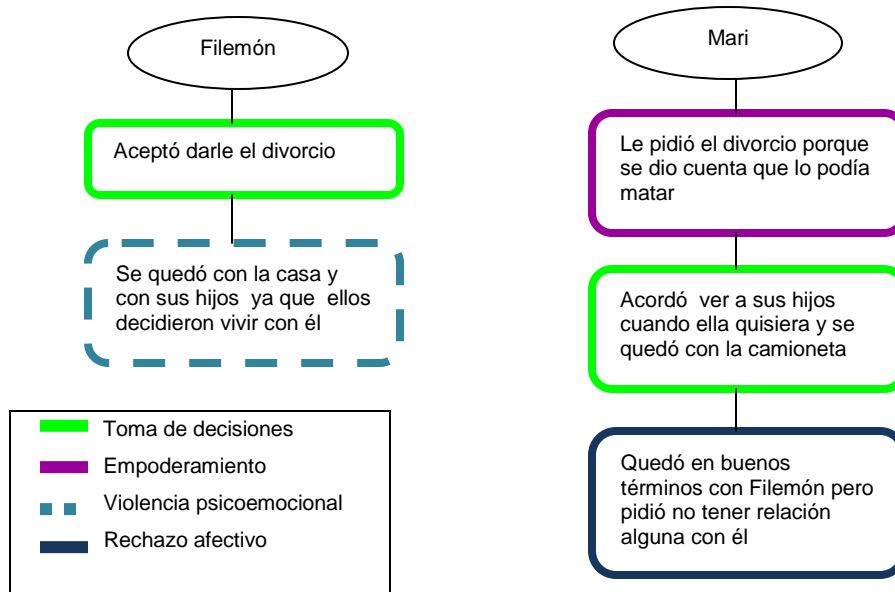 Filemón
Aceptó darle el divorcio
Se quedó con la casa y
con sus hijos ya que ellos
decidieron vivir con él
Mari
Le pidió el divorcio porque
se dio cuenta que lo podía
matar
Acordó ver a sus hijos
cuando ella quisiera y se
quedó con la camioneta
Quedó en buenos
términos con Filemón pero
pidió no tener relación
alguna con él
Toma de decisiones
Empoderamiento
Violencia psicoemocional
Rechazo afectivo